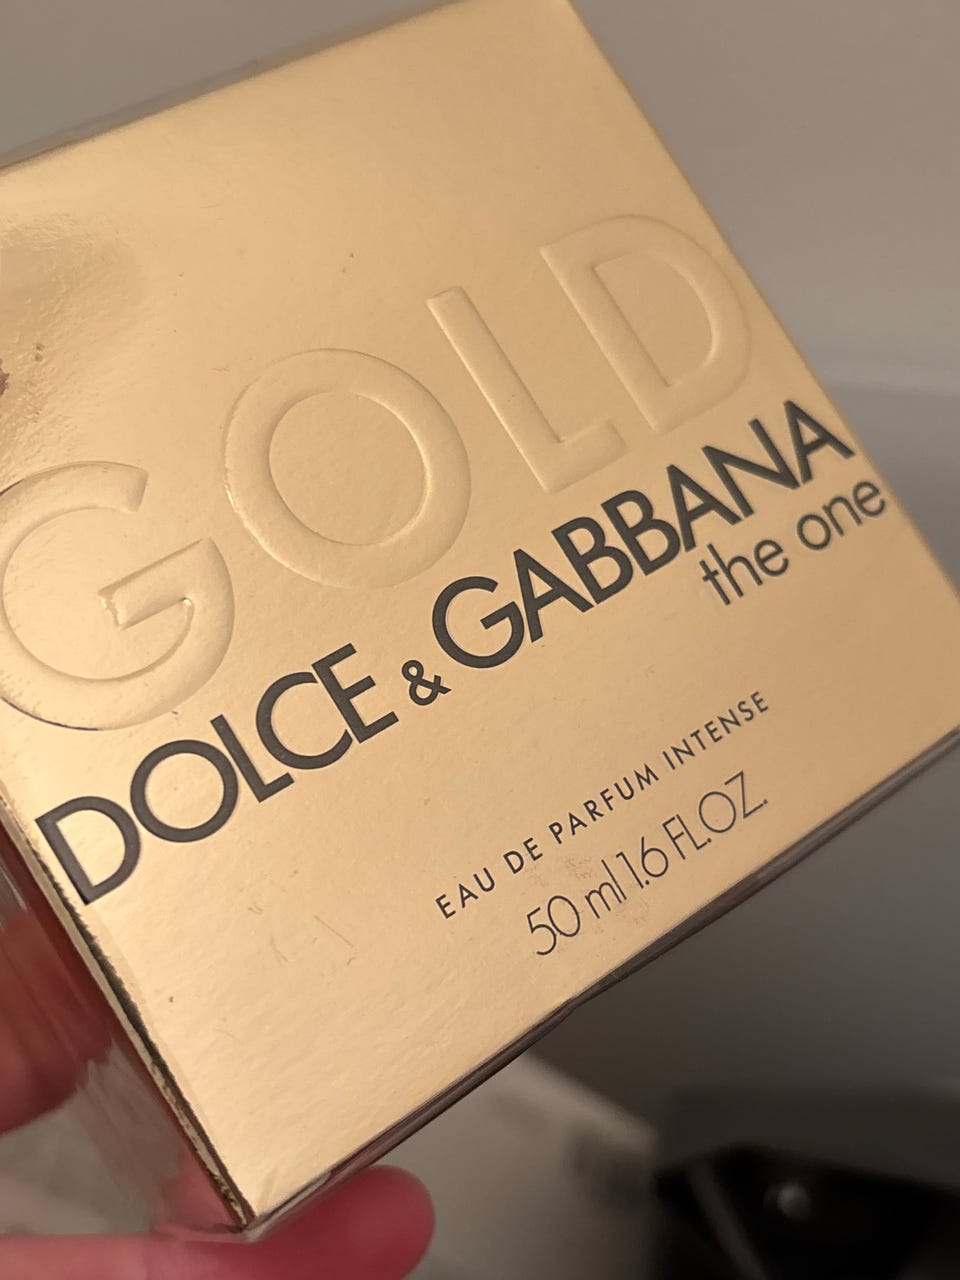 GOLD
DOLCE & GABBANA
the one
EAU DE PARFUM INTENSE
50 ml 1.6 FL.OZ.